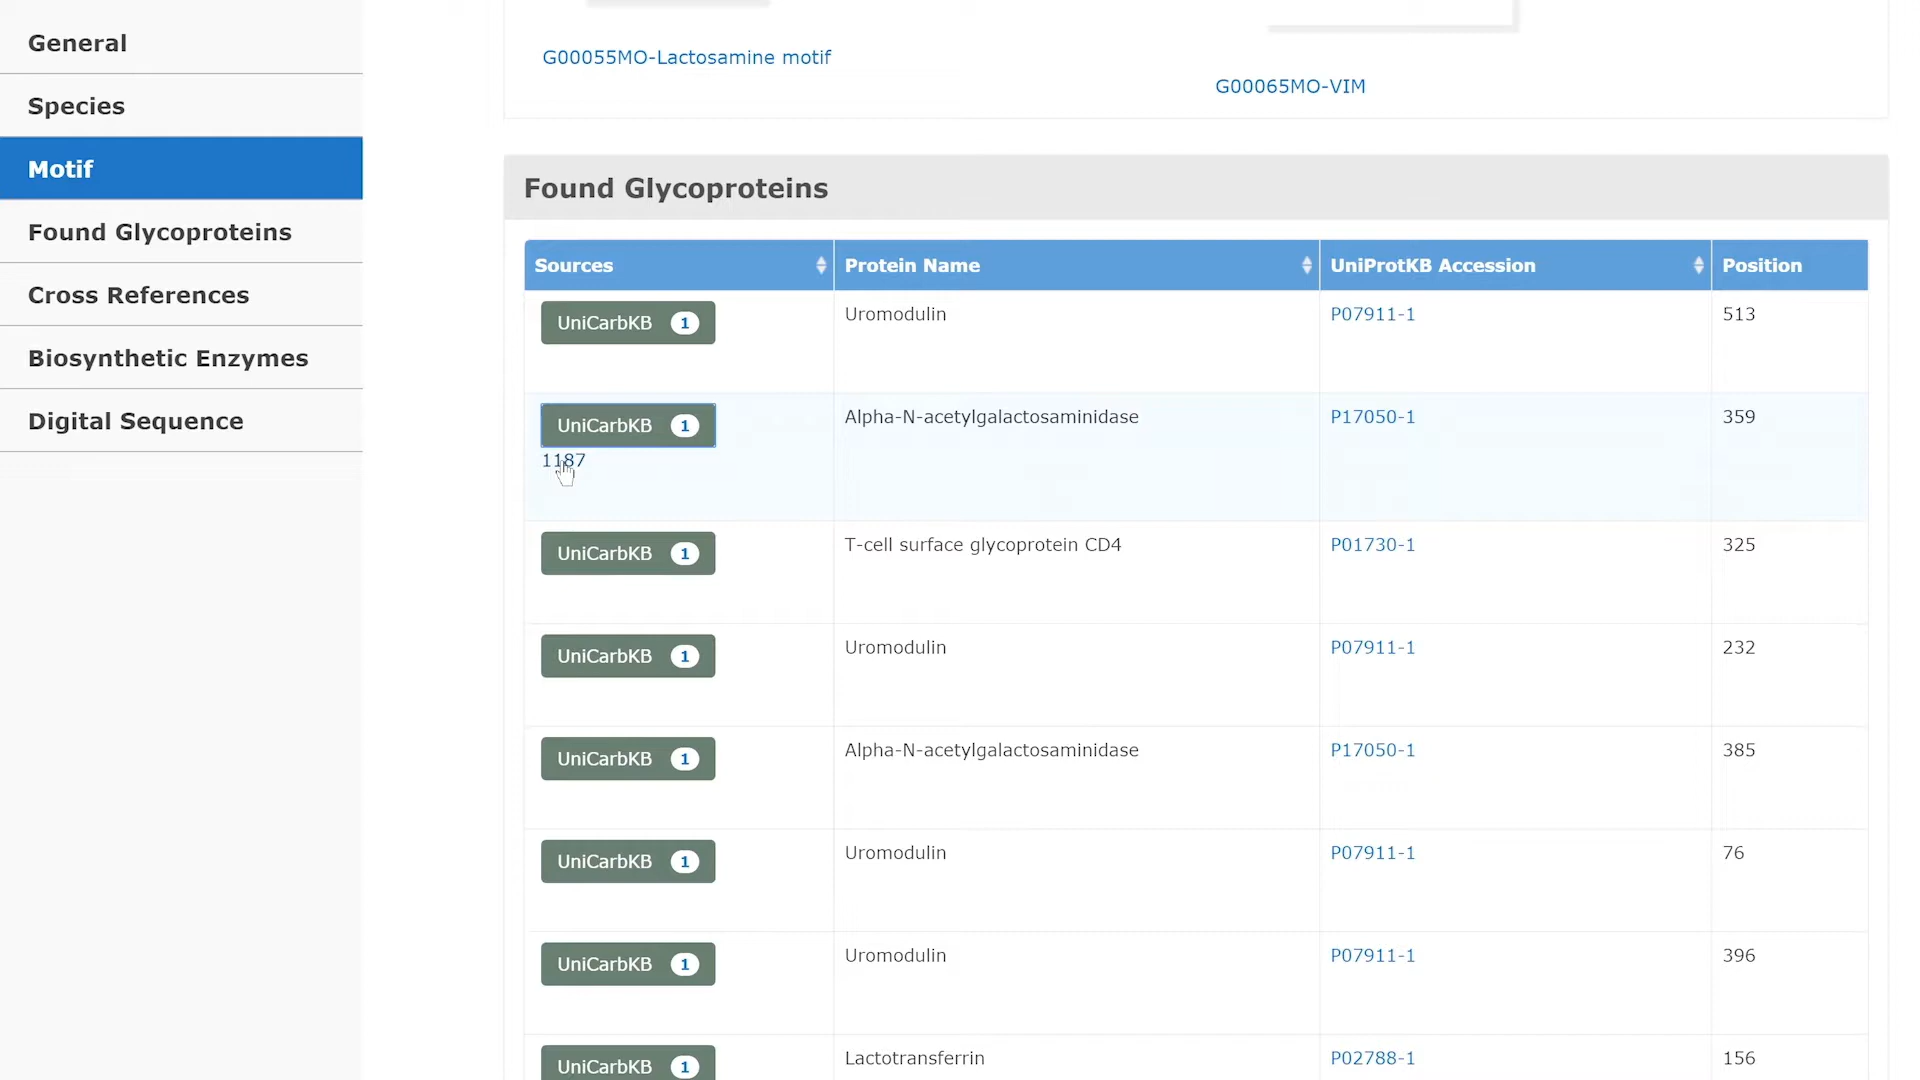 General
Species
Motif
Found Glycoproteins
Cross References
Biosynthetic Enzymes
Digital Sequence
G00055MO-Lactosamine motif
G00065MO-VIM
Found Glycoproteins
Sources Protein Name UniProtKB Accession Position
UniCarbKB 1 Uromodulin P07911-1 513
UniCarbKB 1 Alpha-N-acetylgalactosaminidase P17050-1 359
1187
UniCarbKB 1 T-cell surface glycoprotein CD4 P01730-1 325
UniCarbKB 1 Uromodulin P07911-1 232
UniCarbKB 1 Alpha-N-acetylgalactosaminidase P17050-1 385
UniCarbKB 1 Uromodulin P07911-1 76
UniCarbKB 1 Uromodulin P07911-1 396
UniCarbKB 1 Lactotransferrin P02788-1 156